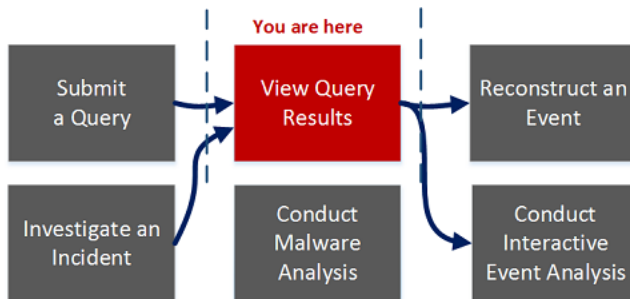 You are here
Submit
a Query
View Query
Results
Reconstruct an
Event
Investigate an
Incident
Conduct
Malware
Analysis
Conduct
Interactive
Event Analysis